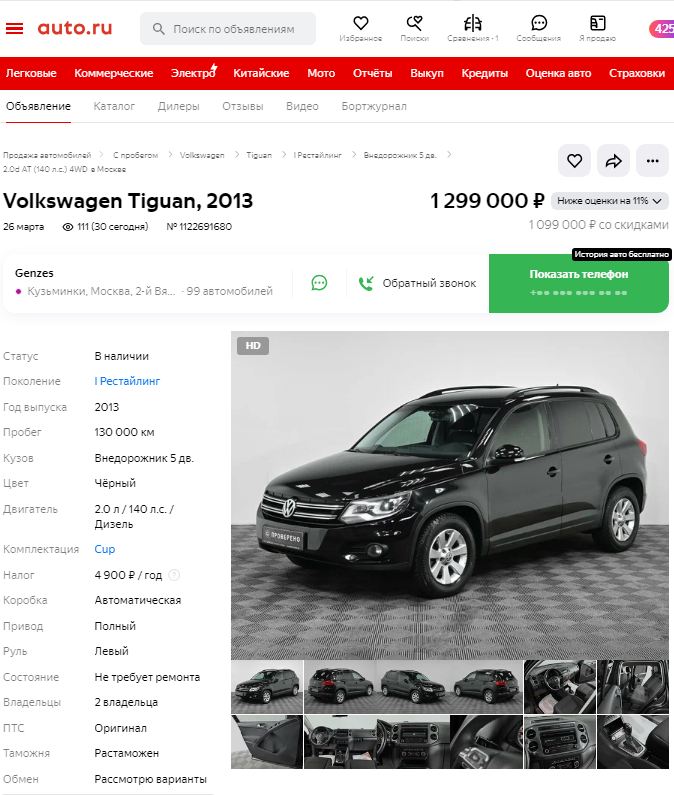 auto.ru
Поиск по объявлениям
Избранное
Поиски
Сравнения · 1
Сообщения
Я продаю
425
Легковые Коммерческие Электро Китайские Мото Отчёты Выкуп Кредиты Оценка авто Страховки
Объявление Каталог Дилеры Отзывы Видео Бортжурнал
Продажа автомобилей С пробегом Volkswagen Tiguan I Рестайлинг Внедорожник 5 дв.
2.0d AT (140 л.с.) 4WD в Москве
Volkswagen Tiguan, 2013
1 299 000 ₽ Ниже оценки на 11%
26 марта 111 (30 сегодня) № 1122691680
1 099 000 ₽ со скидками
История авто бесплатно
Genzes
Кузьминки, Москва, 2-й Вя... · 99 автомобилей
Обратный звонок
Показать телефон
HD
Статус В наличии
Поколение I Рестайлинг
Год выпуска 2013
Пробег 130 000 км
Кузов Внедорожник 5 дв.
Цвет Чёрный
Двигатель 2.0 л / 140 л.с. /
Дизель
Комплектация Cup
Налог 4 900 ₽ / год ?
Коробка Автоматическая
Привод Полный
Руль Левый
Состояние Не требует ремонта
Владельцы 2 владельца
ПТС Оригинал
Таможня Растаможен
Обмен Рассмотрю варианты
ПРОВЕРЕНО